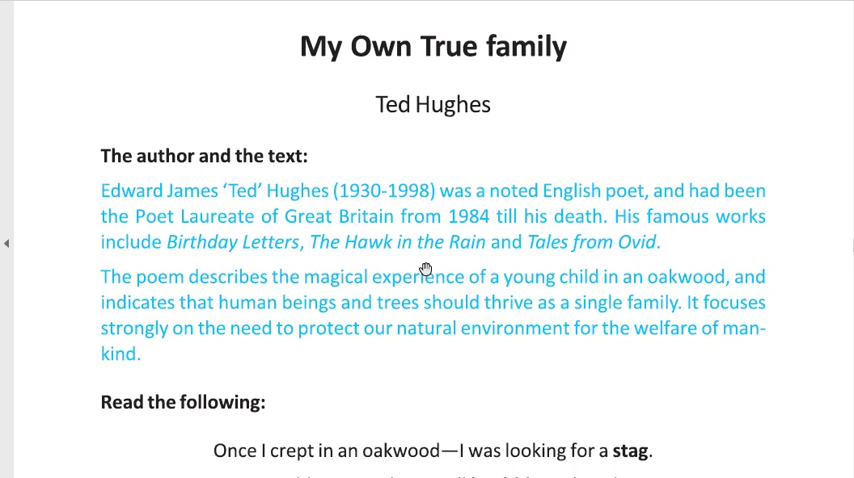 My Own True family
Ted Hughes
The author and the text:
Edward James ‘Ted’ Hughes (1930-1998) was a noted English poet, and had been
the Poet Laureate of Great Britain from 1984 till his death. His famous works
include Birthday Letters, The Hawk in the Rain and Tales from Ovid.
The poem describes the magical experience of a young child in an oakwood, and
indicates that human beings and trees should thrive as a single family. It focuses
strongly on the need to protect our natural environment for the welfare of man-
kind.
Read the following:
Once I crept in an oakwood—I was looking for a stag.